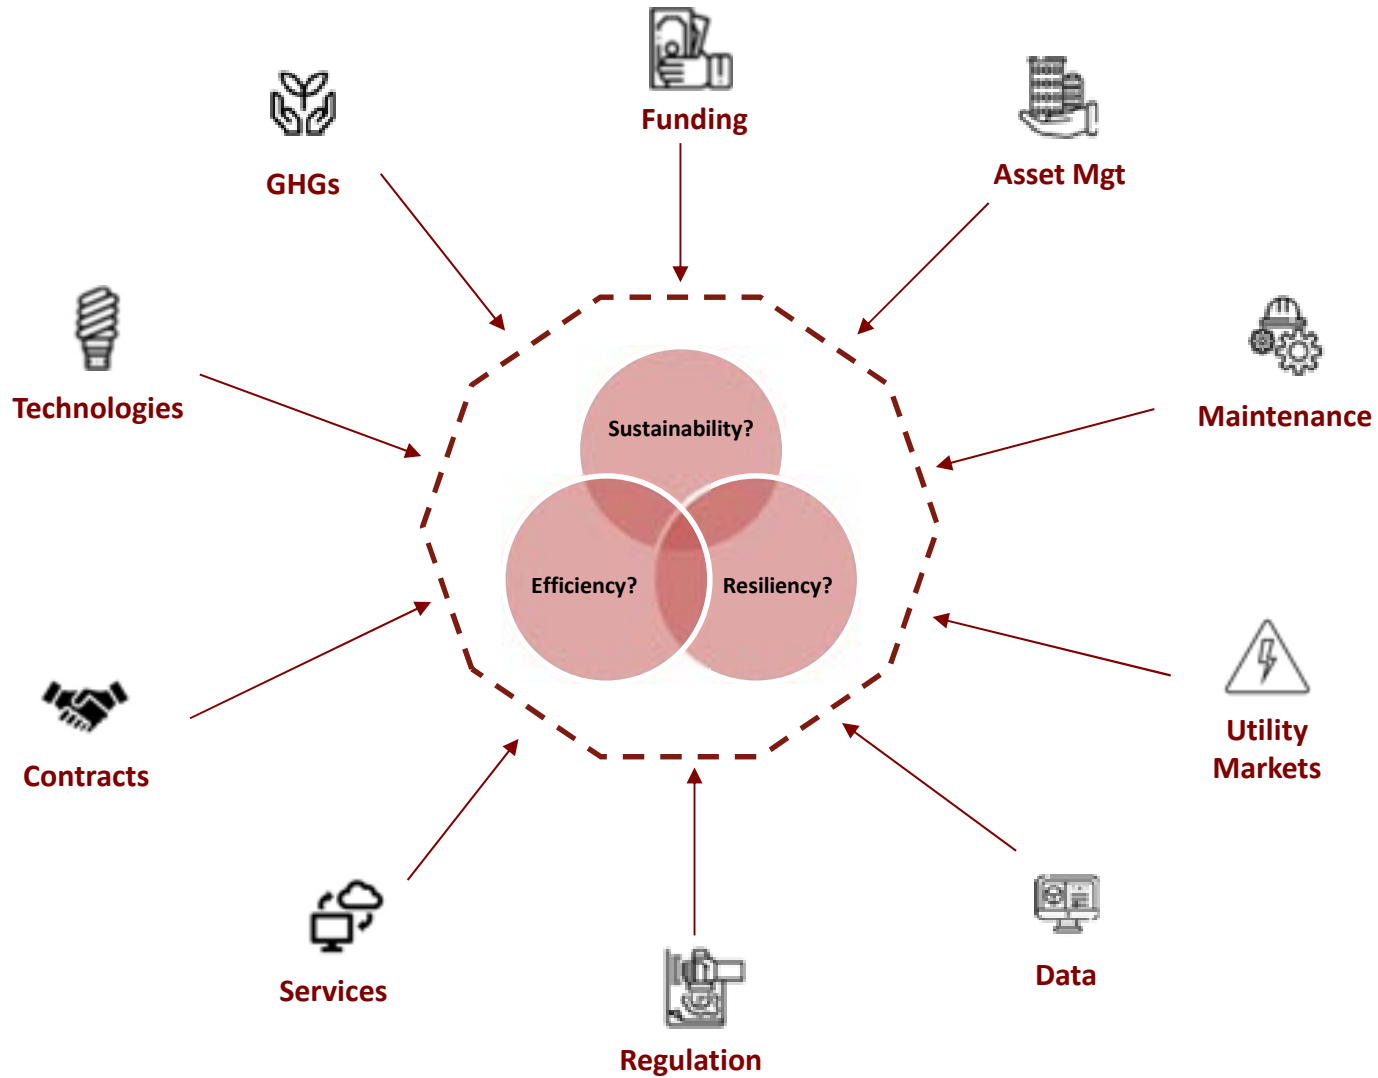 Funding
GHGs
Asset Mgt
Technologies
Maintenance
Sustainability?
Efficiency?
Resiliency?
Utility
Markets
Contracts
Services
Data
Regulation